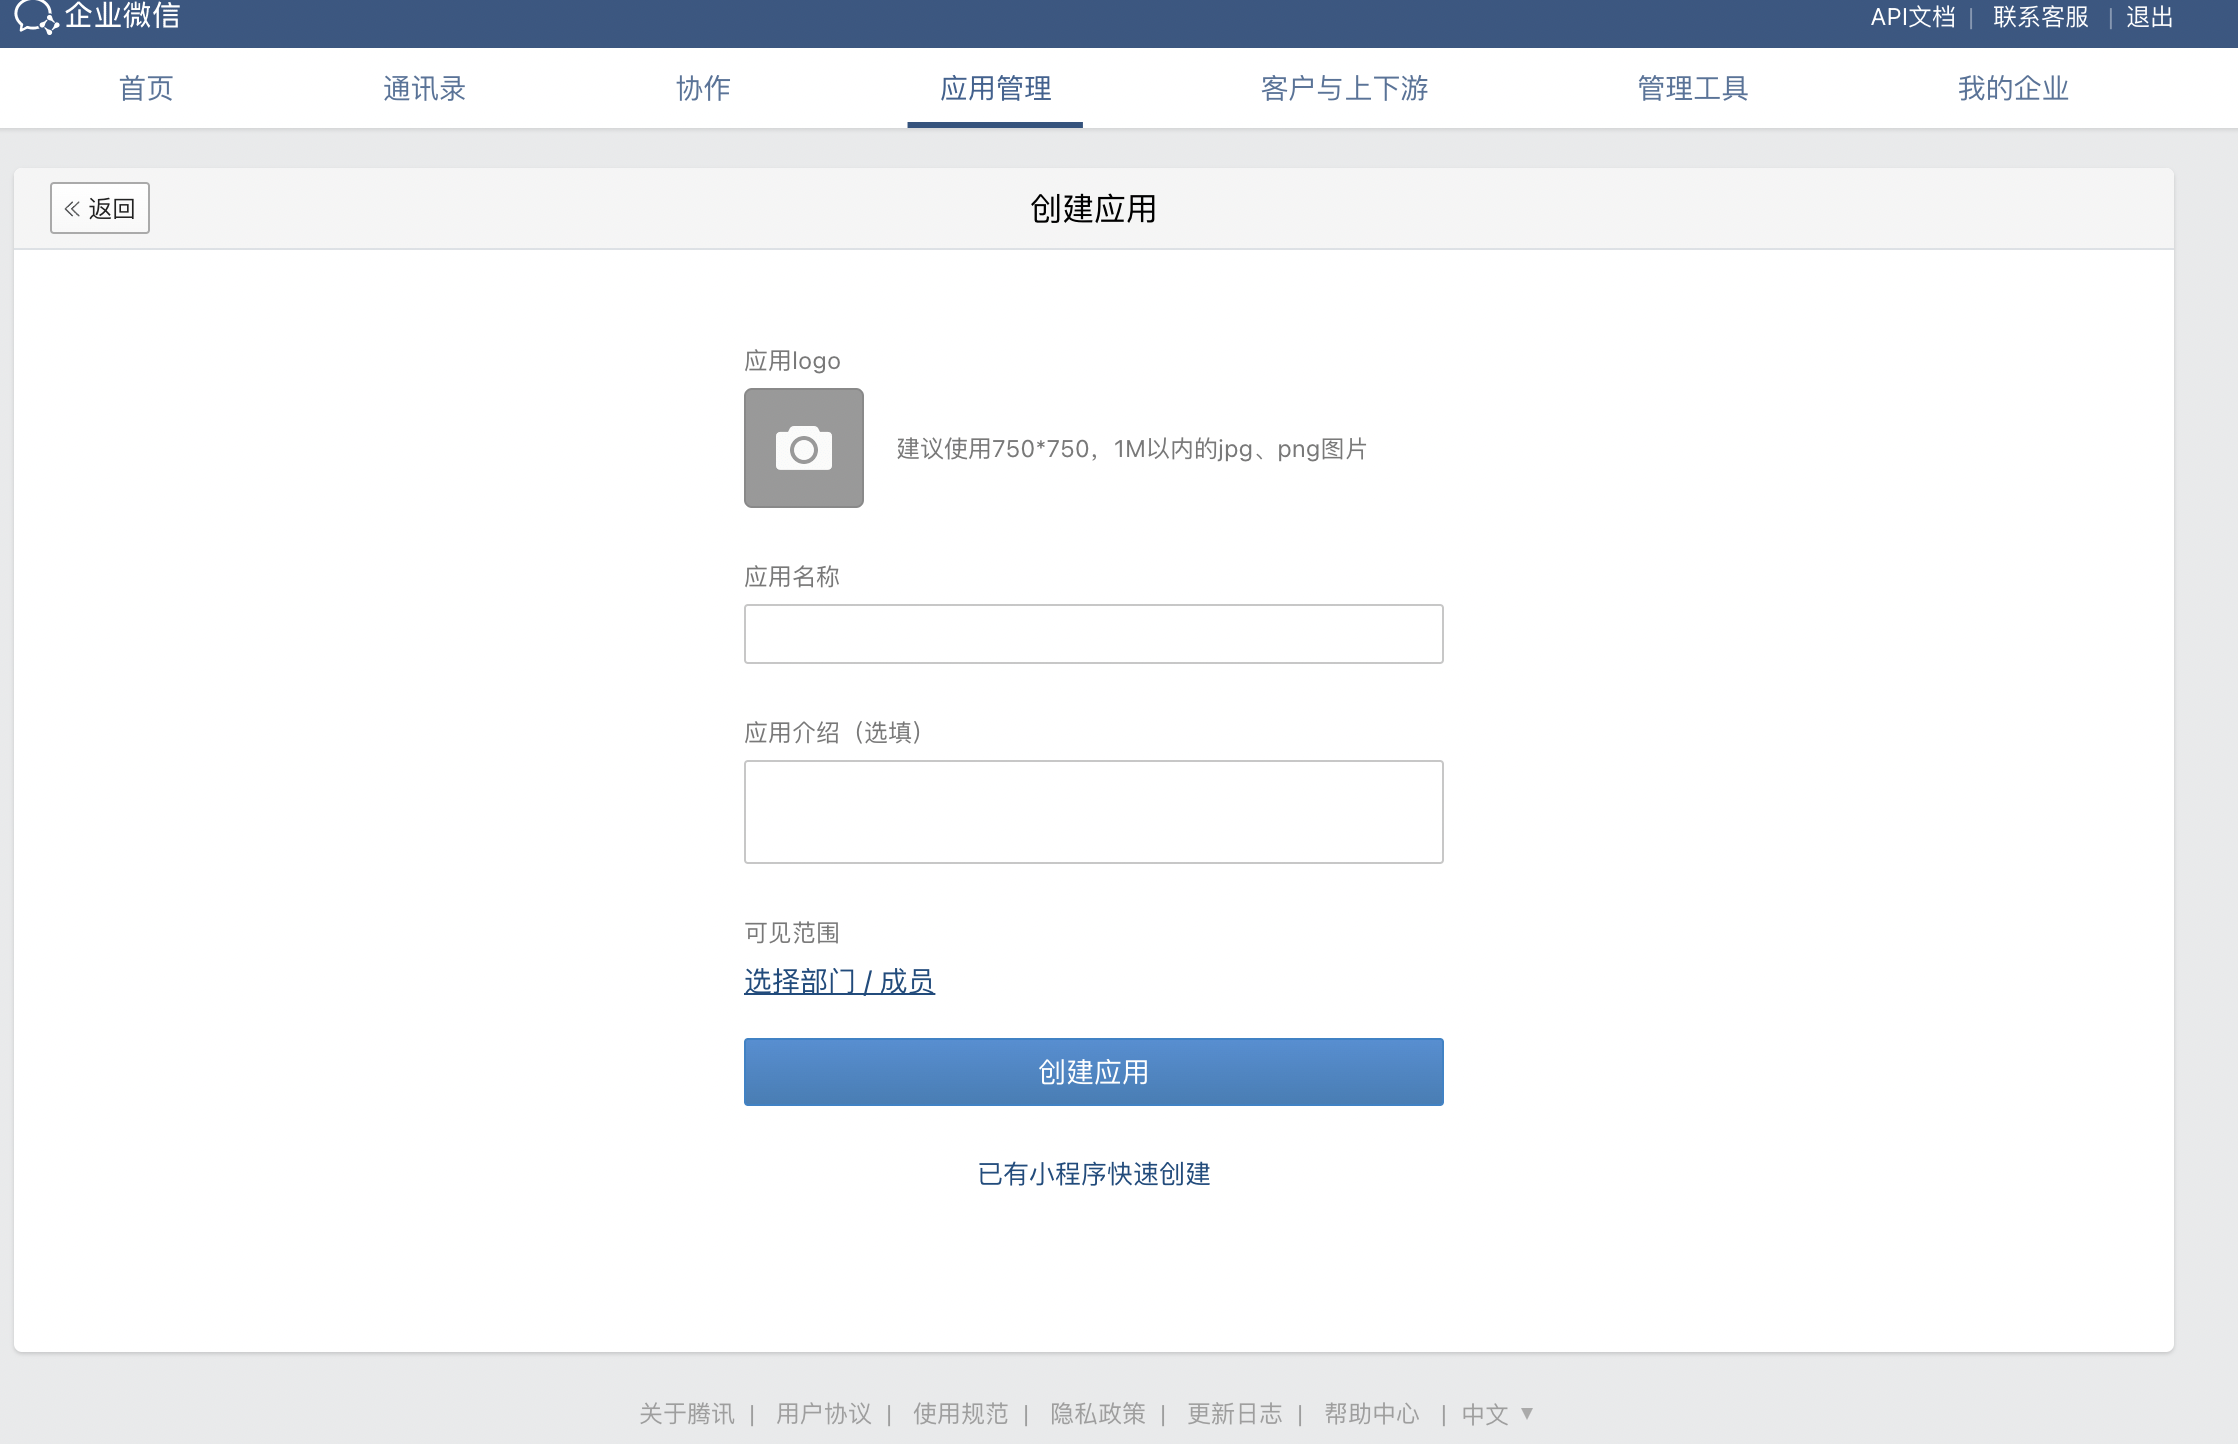 企业微信
API文档 | 联系客服 | 退出
首页 通讯录 协作 应用管理 客户与上下游 管理工具 我的企业
« 返回
创建应用
应用logo
建议使用750*750，1M以内的jpg、png图片
应用名称
应用介绍（选填）
可见范围
选择部门 / 成员
创建应用
已有小程序快速创建
关于腾讯 | 用户协议 | 使用规范 | 隐私政策 | 更新日志 | 帮助中心 | 中文 ▼